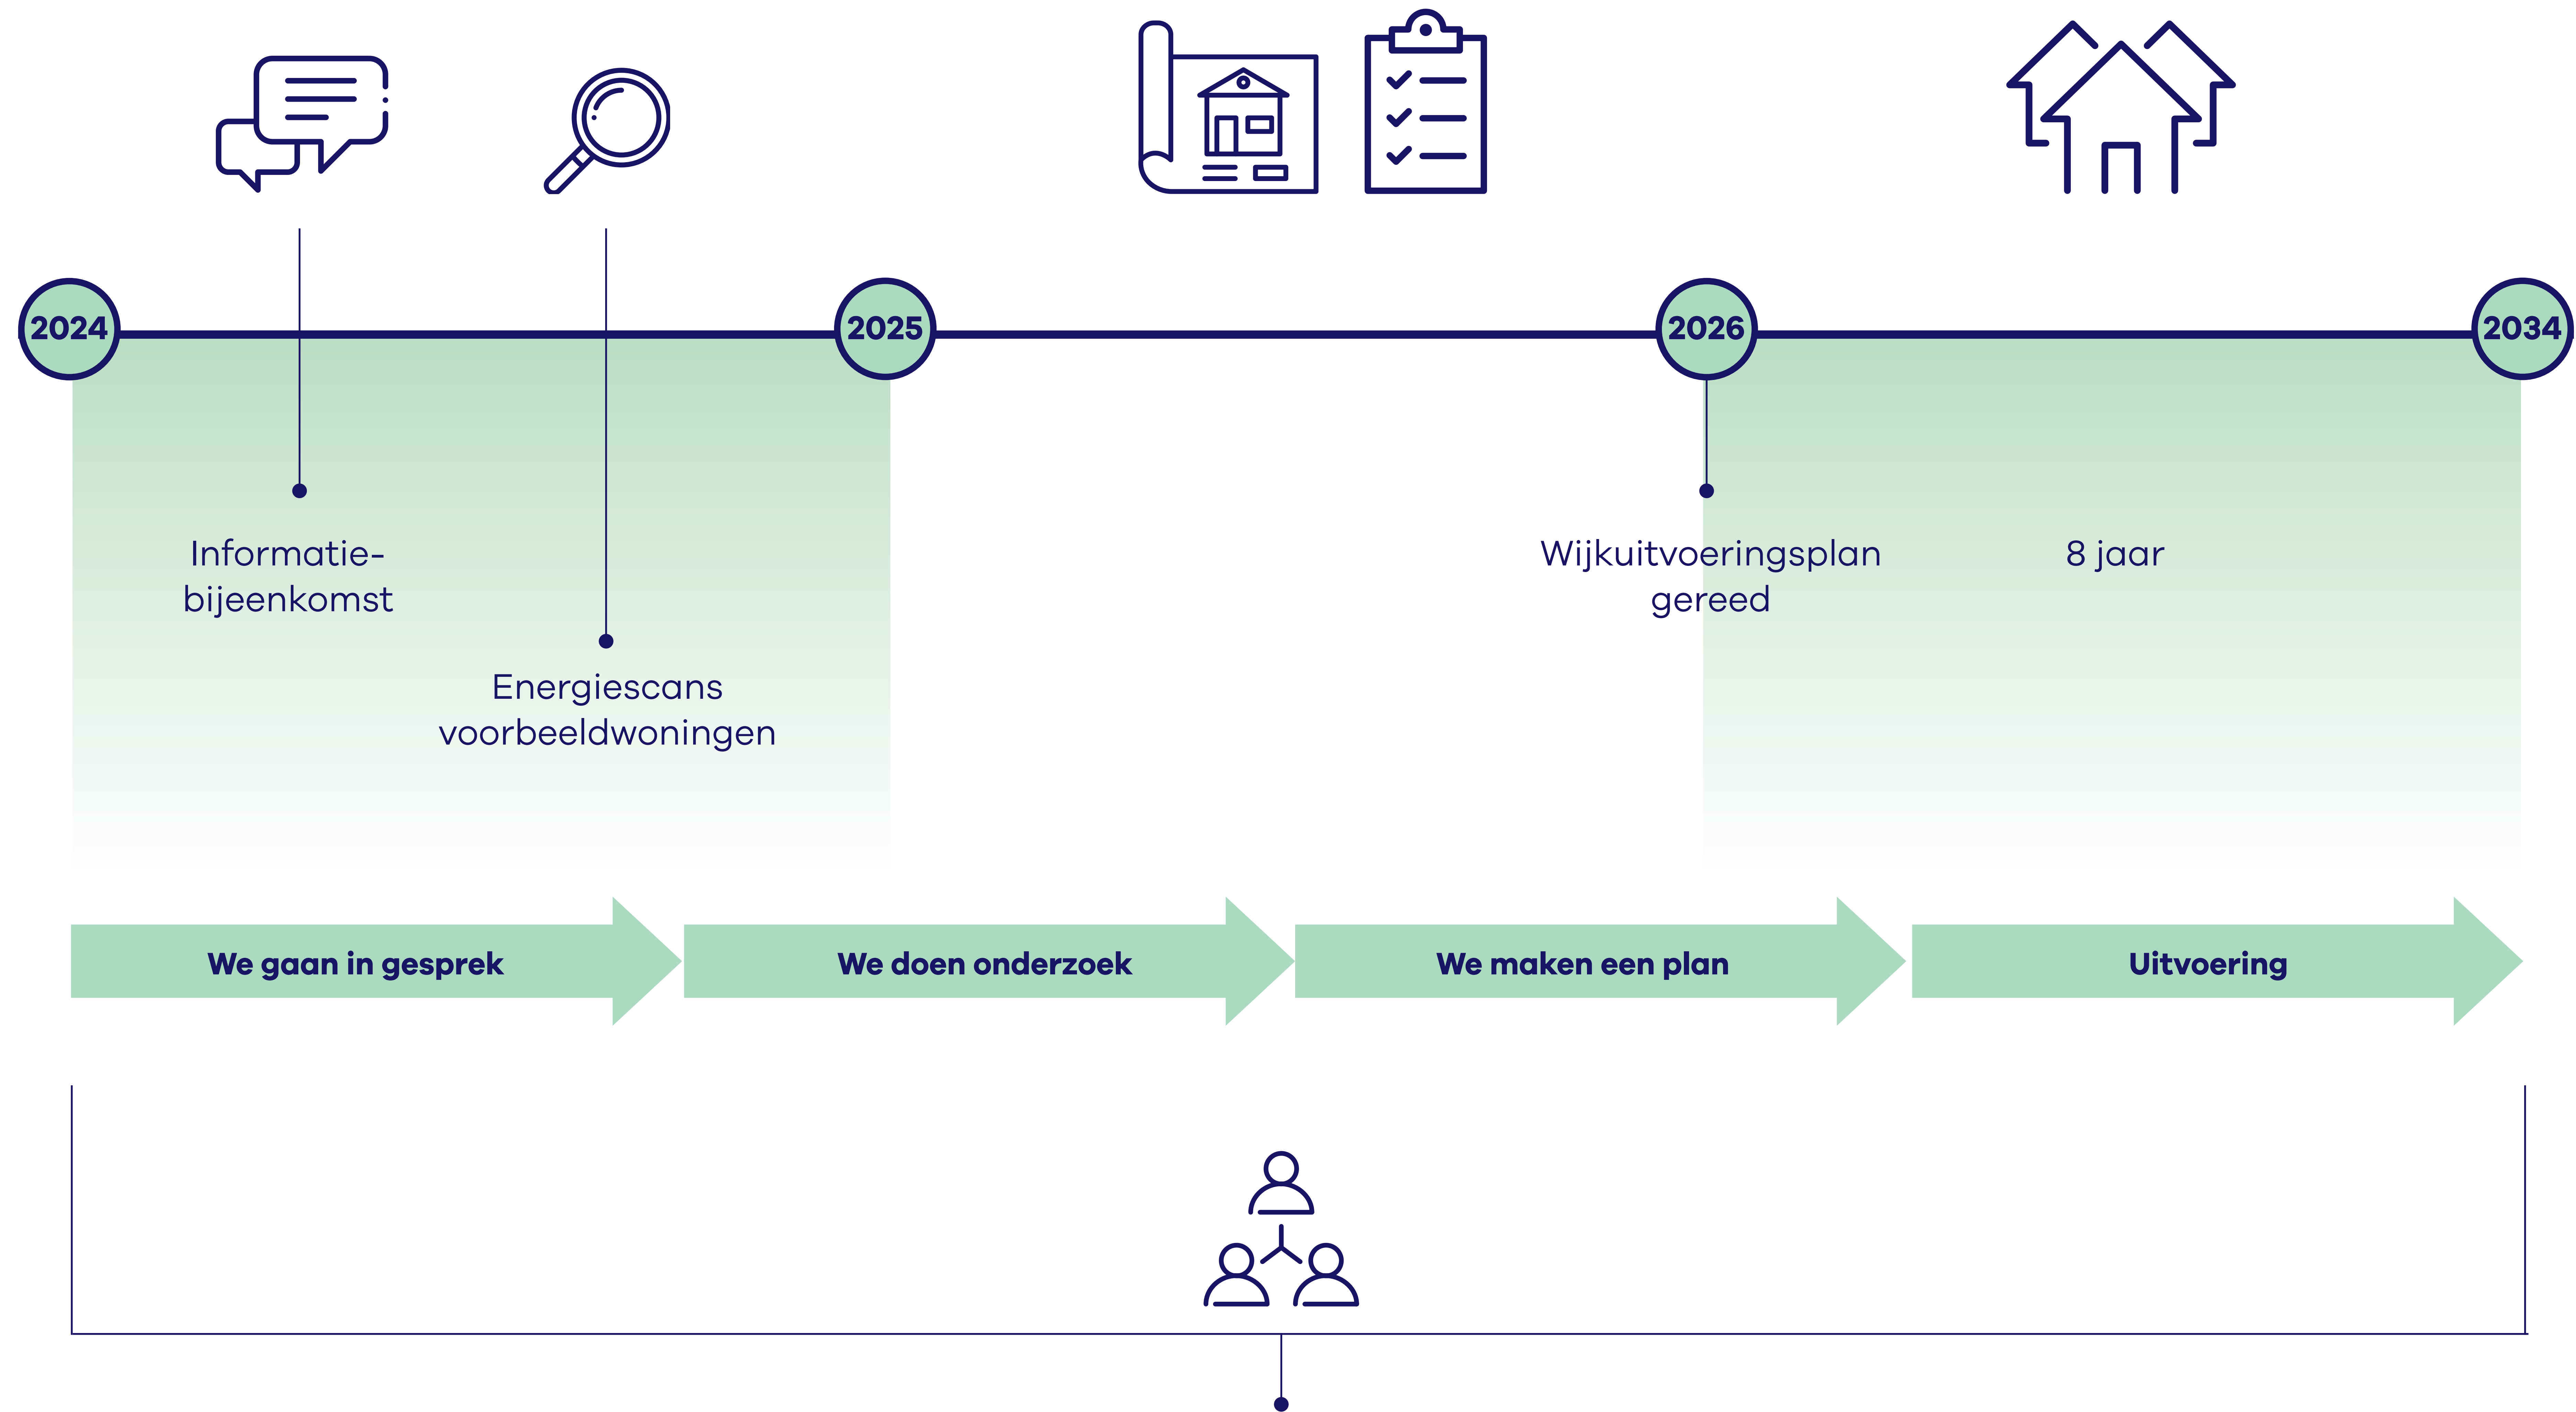 2024
2025
2026
2034
Informatie-
bijeenkomst
Energiescans
voorbeeldwoningen
Wijkuitvoeringsplan
gereed
8 jaar
We gaan in gesprek
We doen onderzoek
We maken een plan
Uitvoering